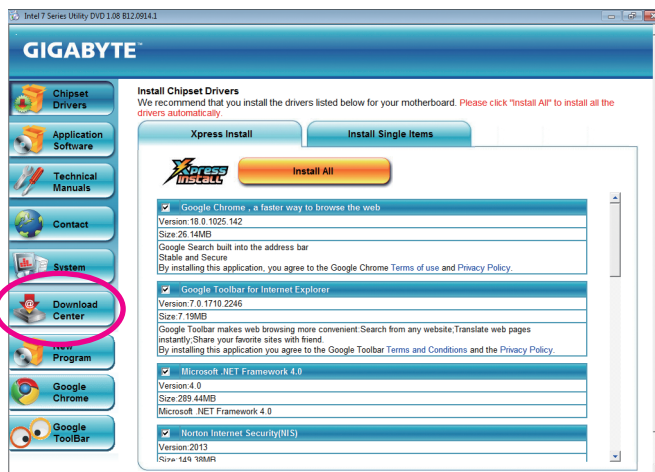 Intel 7 Series Utility DVD 1.08 B12.0914.1
GIGABYTE™
Chipset
Drivers
Application
Software
Technical
Manuals
Contact
System
Download
Center
New
Program
Google
Chrome
Google
ToolBar
Install Chipset Drivers
We recommend that you install the drivers listed below for your motherboard. Please click "Install All" to install all the
drivers automatically.
Xpress Install
Install Single Items
Xpress
Install
Install All
Google Chrome , a faster way to browse the web
Version:18.0.1025.142
Size:26.14MB
Google Search built into the address bar
Stable and Secure
By installing this application, you agree to the Google Chrome Terms of use and Privacy Policy.
Google Toolbar for Internet Explorer
Version:7.0.1710.2246
Size:7.19MB
Google Toolbar makes web browsing more convenient:Search from any website;Translate web pages
instantly;Share your favorite sites with friend.
By installing this application you agree to the Google Toolbar Terms and Conditions and the Privacy Policy.
Microsoft .NET Framework 4.0
Version:4.0
Size:289.44MB
Microsoft .NET Framework 4.0
Norton Internet Security(NIS)
Version:2013
Size:149.38MB